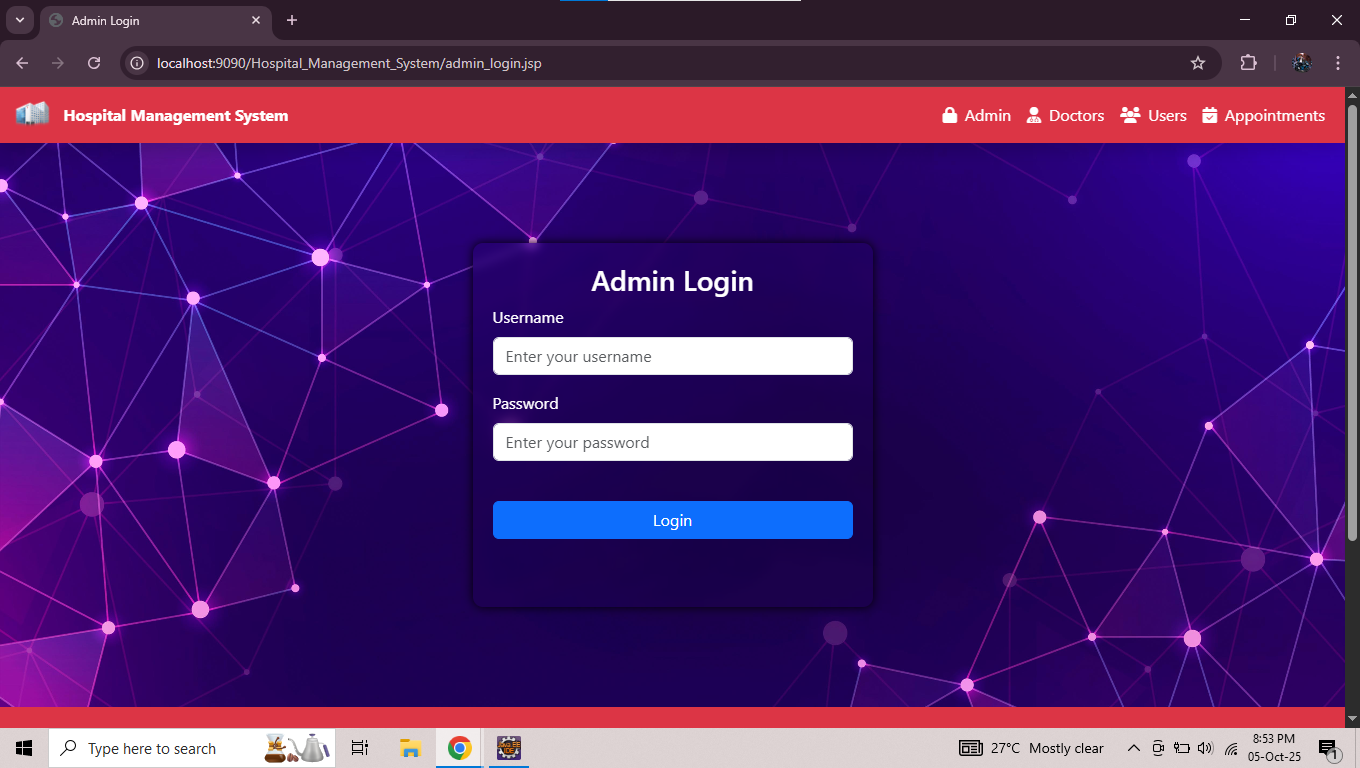 Admin Login
localhost:9090/Hospital_Management_System/admin_login.jsp
Hospital Management System
Admin Doctors Users Appointments
Admin Login
Username
Enter your username
Password
Enter your password
Login
Type here to search
27°C Mostly clear
8:53 PM
05-Oct-25
1